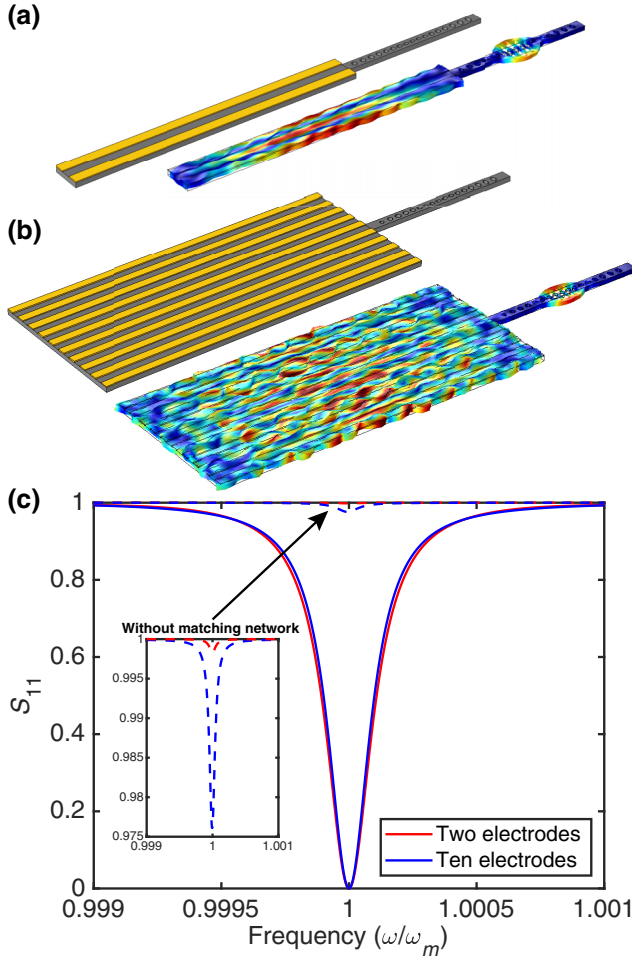 (a)
(b)
(c)
1
0.8
0.6
0.4
0.2
0
S11
Without matching network
1
0.995
0.99
0.985
0.98
0.975
0.999 1 1.001
Two electrodes
Ten electrodes
0.999 0.9995 1 1.0005 1.001
Frequency (ω/ωm)